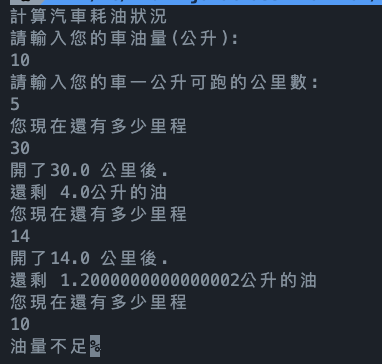 計算汽車耗油狀況
請輸入您的車油量(公升):
10
請輸入您的車一公升可跑的公里數:
5
您現在還有多少里程
30
開了30.0 公里後.
還剩 4.0公升的油
您現在還有多少里程
14
開了14.0 公里後.
還剩 1.2000000000000002公升的油
您現在還有多少里程
10
油量不足%